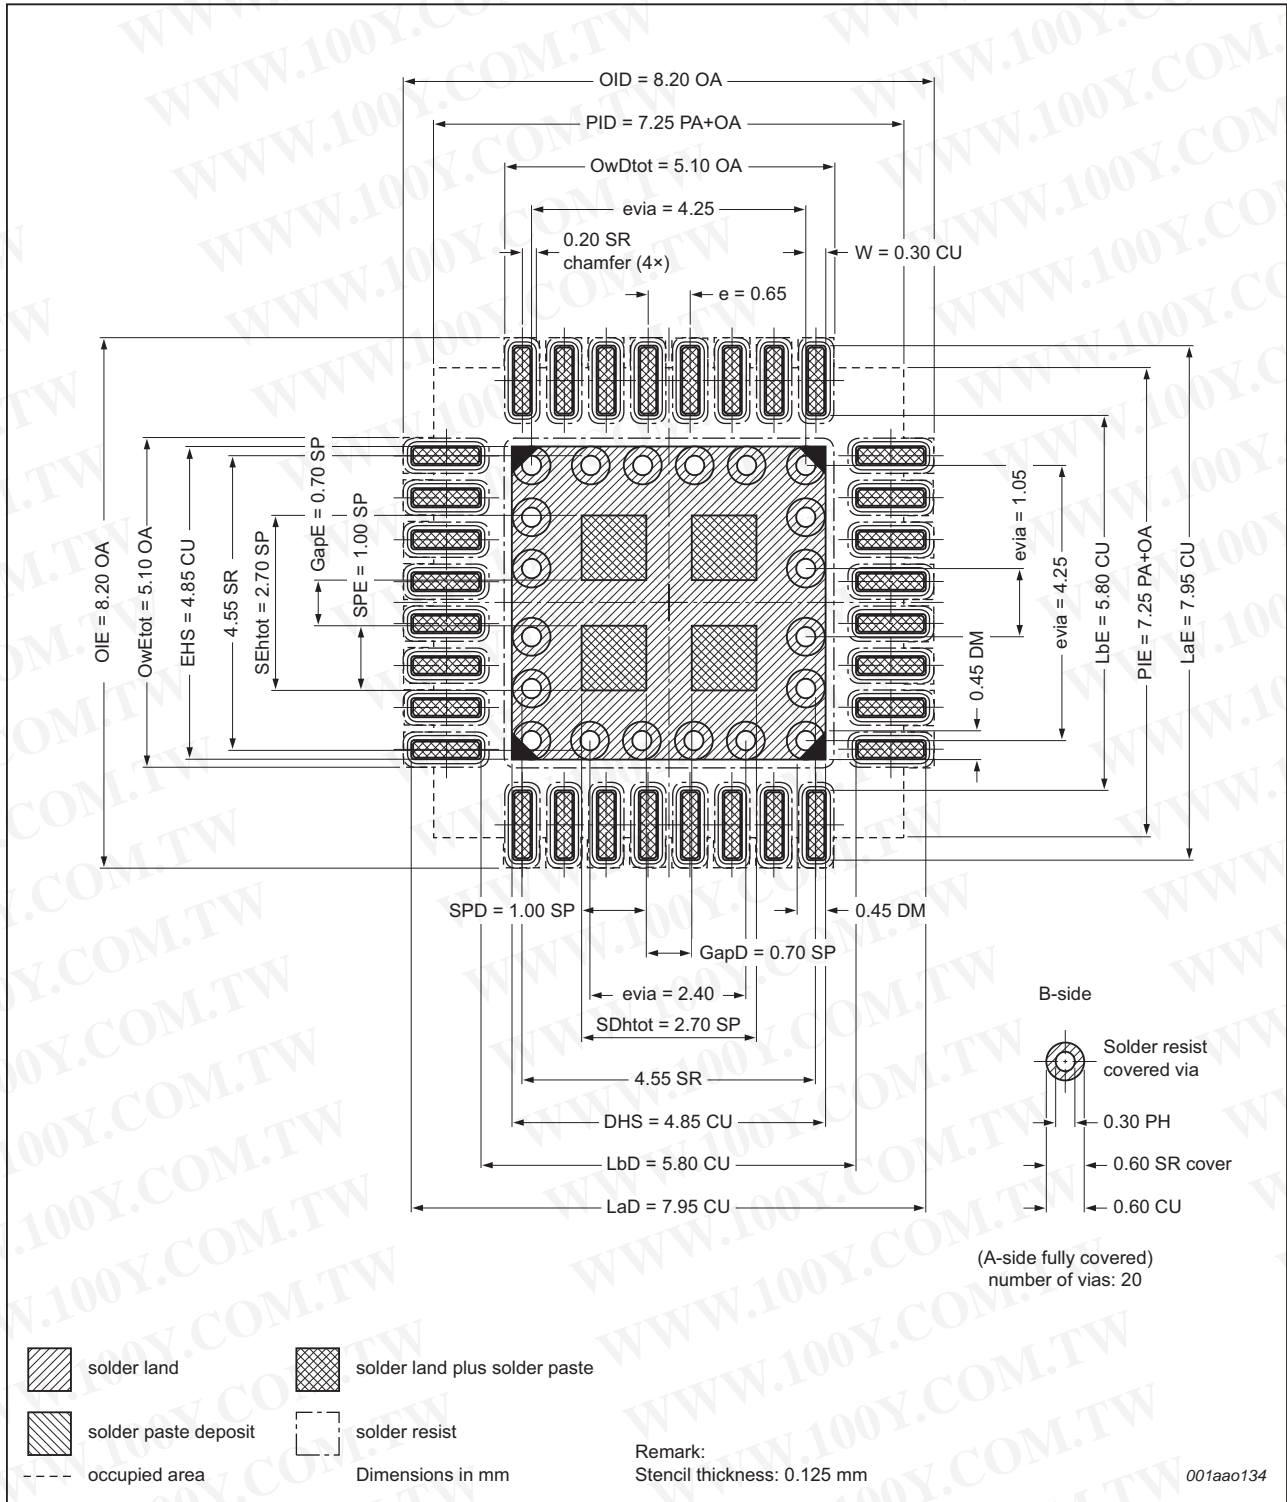 OID = 8.20 OA
PID = 7.25 PA+OA
OwDtot = 5.10 OA
evia = 4.25
0.20 SR
chamfer (4×)
W = 0.30 CU
e = 0.65
OIE = 8.20 OA
OwEtot = 5.10 OA
EHS = 4.85 CU
4.55 SR
SEhtot = 2.70 SP
GapE = 0.70 SP
SPE = 1.00 SP
0.45 DM
evia = 1.05
evia = 4.25
LbE = 5.80 CU
PIE = 7.25 PA+OA
LaE = 7.95 CU
SPD = 1.00 SP
0.45 DM
GapD = 0.70 SP
evia = 2.40
SDhtot = 2.70 SP
4.55 SR
DHS = 4.85 CU
LbD = 5.80 CU
LaD = 7.95 CU
B-side
Solder resist
covered via
0.30 PH
0.60 SR cover
0.60 CU
(A-side fully covered)
number of vias: 20
solder land
solder land plus solder paste
solder paste deposit
solder resist
occupied area
Dimensions in mm
Remark:
Stencil thickness: 0.125 mm
001aao134
WWW.100Y.COM.TW